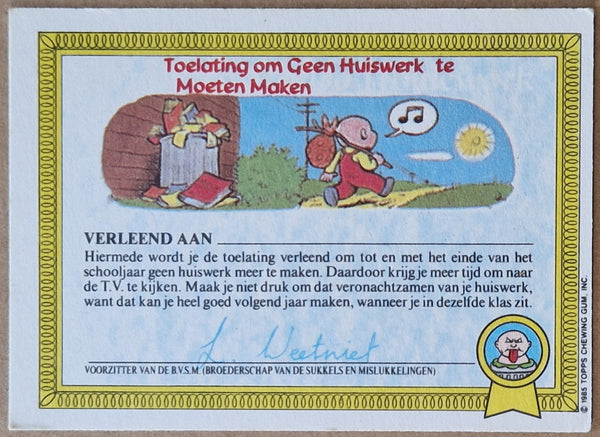 Toelating om Geen Huiswerk te
Moeten Maken
VERLEEND AAN
Hiermede wordt je de toelating verleend om tot en met het einde van het
schooljaar geen huiswerk meer te maken. Daardoor krijg je meer tijd om naar
de T.V. te kijken. Maak je niet druk om dat veronachtzamen van je huiswerk,
want dat kan je heel goed volgend jaar maken, wanneer je in dezelfde klas zit.
L. Weetniet
VOORZITTER VAN DE B.V.S.M. (BROEDERSCHAP VAN DE SUKKELS EN MISLUKKELINGEN)
© 1985 TOPPS CHEWING GUM, INC.